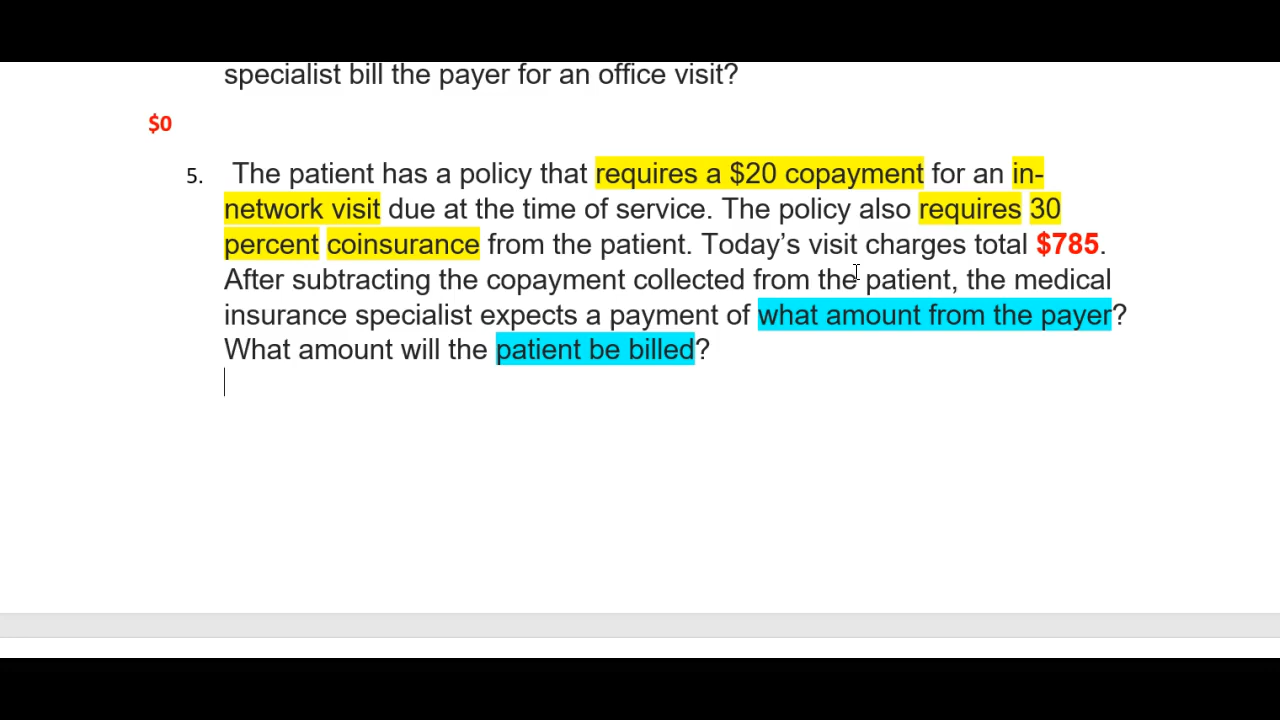 specialist bill the payer for an office visit?
$0
5. The patient has a policy that requires a $20 copayment for an in-
network visit due at the time of service. The policy also requires 30
percent coinsurance from the patient. Today’s visit charges total $785.
After subtracting the copayment collected from the patient, the medical
insurance specialist expects a payment of what amount from the payer?
What amount will the patient be billed?